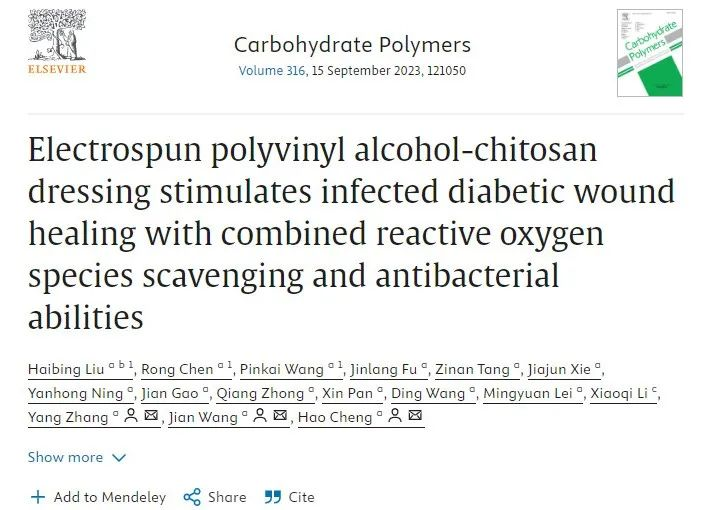 Carbohydrate Polymers
Volume 316, 15 September 2023, 121050
ELSEVIER
Carbohydrate
Polymers
Electrospun polyvinyl alcohol-chitosan
dressing stimulates infected diabetic wound
healing with combined reactive oxygen
species scavenging and antibacterial
abilities
Haibing Liu a b 1, Rong Chen a 1, Pinkai Wang a 1, Jinlang Fu a, Zinan Tang a, Jiajun Xie a,
Yanhong Ning a, Jian Gao a, Qiang Zhong a, Xin Pan a, Ding Wang a, Mingyuan Lei a, Xiaoqi Li c,
Yang Zhang a, Jian Wang a, Hao Cheng a
Show more
Add to Mendeley Share Cite